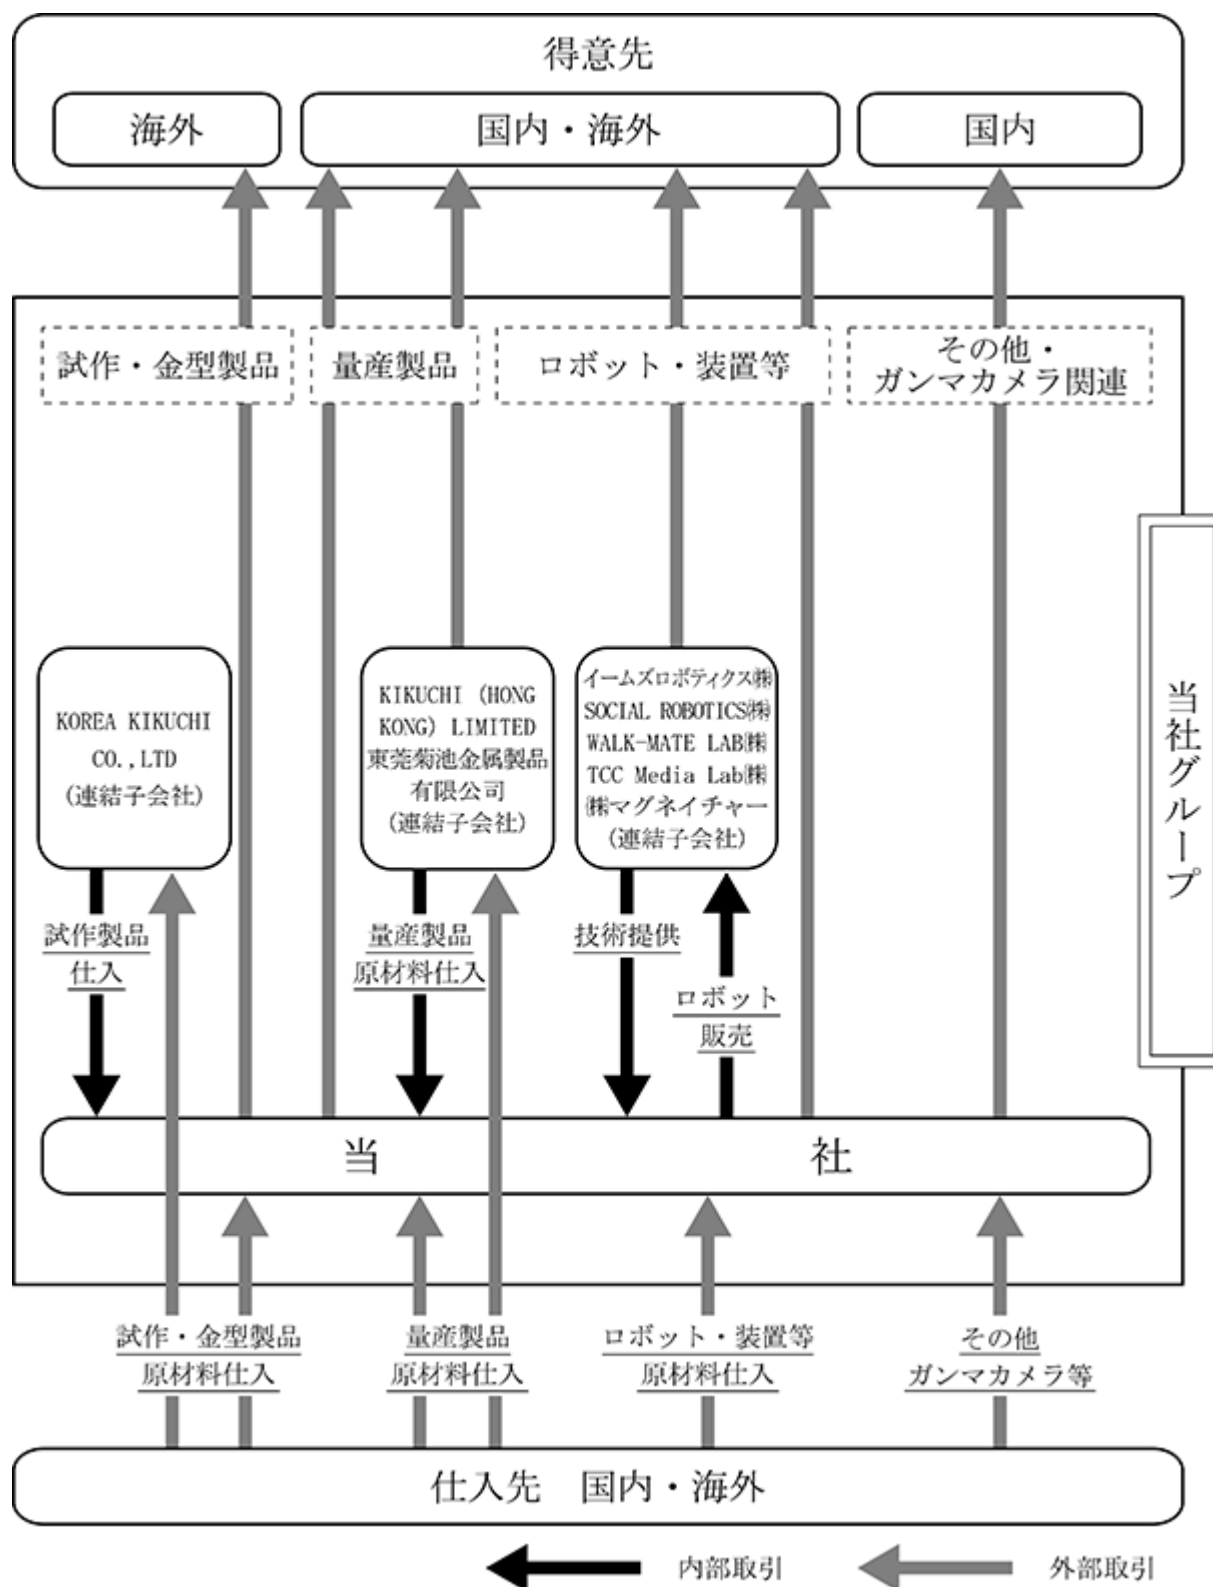 得意先
海外
国内・海外
国内
試作・金型製品
量産製品
ロボット・装置等
その他・
ガンマカメラ関連
KOREA KIKUCHI
CO.,LTD
(連結子会社)
KIKUCHI (HONG
KONG) LIMITED
東莞菊池金属製品
有限公司
(連結子会社)
イームズロボティクス㈱
SOCIAL ROBOTICS㈱
WALK-MATE LAB㈱
TCC Media Lab㈱
㈱マグネイチャー
(連結子会社)
当社グループ
試作製品
仕入
量産製品
原材料仕入
技術提供
ロボット
販売
当社
試作・金型製品
原材料仕入
量産製品
原材料仕入
ロボット・装置等
原材料仕入
その他
ガンマカメラ等
仕入先 国内・海外
内部取引
外部取引